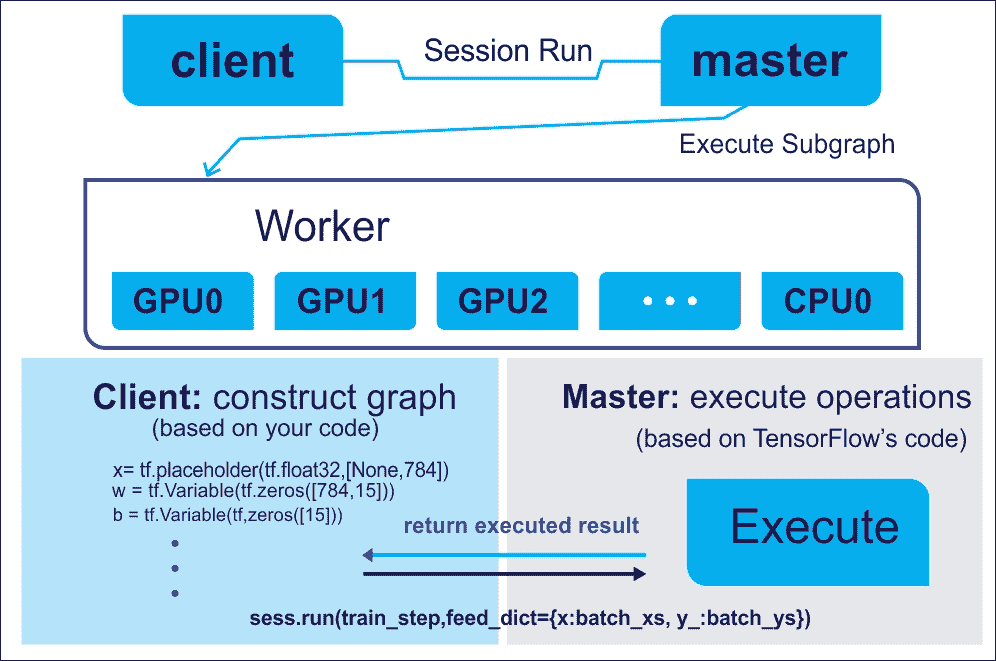 client
Session Run
master
Execute Subgraph
Worker
GPU0
GPU1
GPU2
...
CPU0
Client: construct graph
(based on your code)
x= tf.placeholder(tf.float32,[None,784])
w = tf.Variable(tf.zeros([784,15]))
b = tf.Variable(tf,zeros([15]))
Master: execute operations
(based on TensorFlow's code)
Execute
return executed result
sess.run(train_step,feed_dict={x:batch_xs, y_:batch_ys})